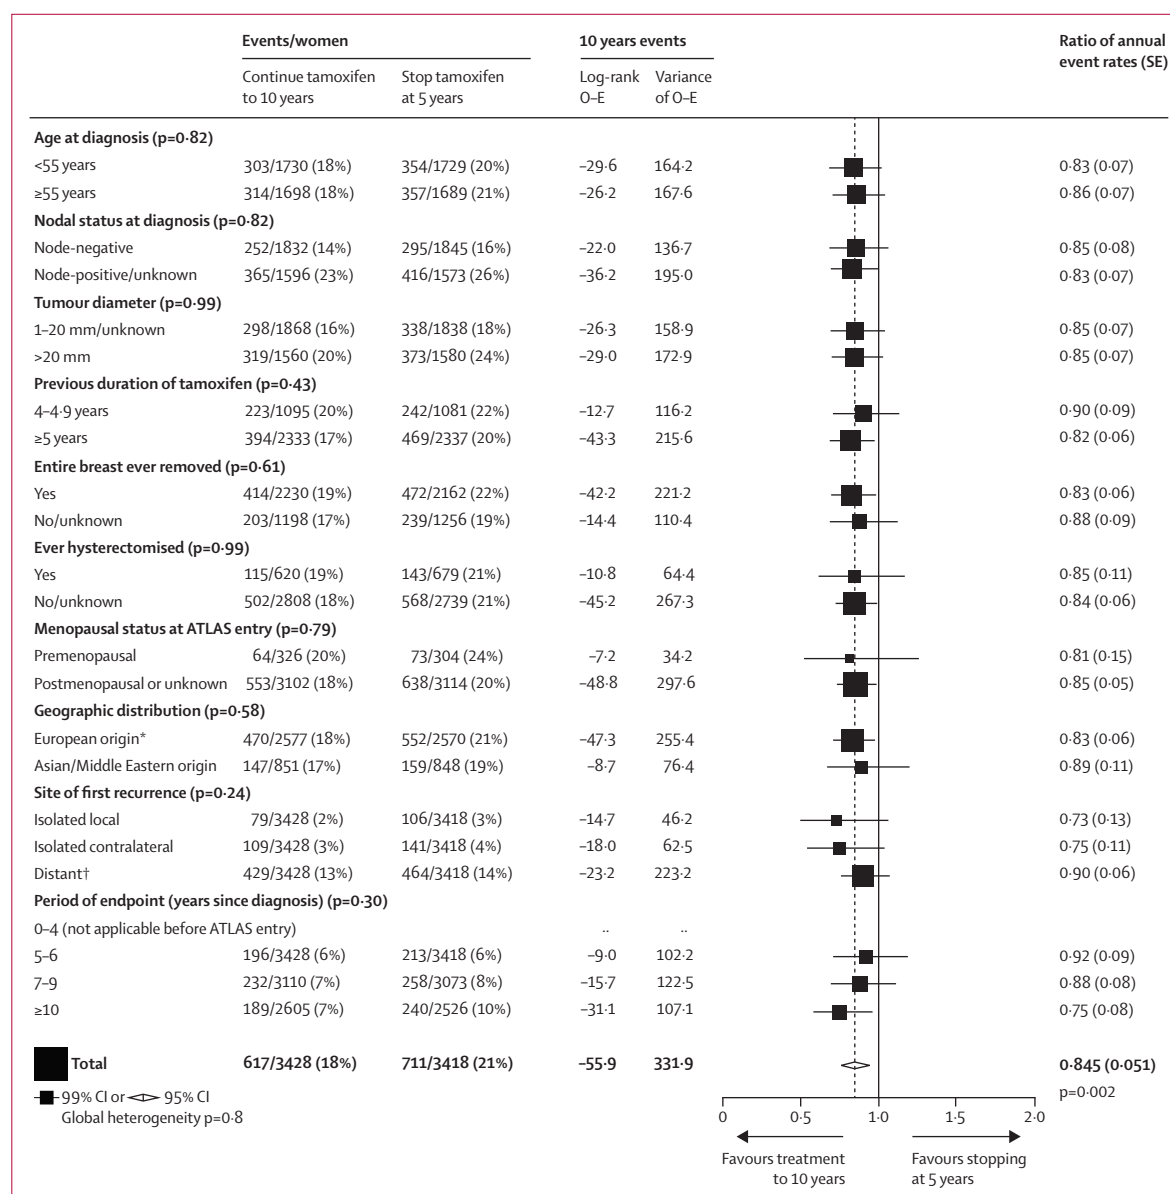 Events/women 10 years events Ratio of annual
event rates (SE)
Continue tamoxifen Stop tamoxifen Log-rank Variance
to 10 years at 5 years O–E of O–E
Age at diagnosis (p=0·82)
<55 years 303/1730 (18%) 354/1729 (20%) –29·6 164·2 0·83 (0·07)
≥55 years 314/1698 (18%) 357/1689 (21%) –26·2 167·6 0·86 (0·07)
Nodal status at diagnosis (p=0·82)
Node-negative 252/1832 (14%) 295/1845 (16%) –22·0 136·7 0·85 (0·08)
Node-positive/unknown 365/1596 (23%) 416/1573 (26%) –36·2 195·0 0·83 (0·07)
Tumour diameter (p=0·99)
1–20 mm/unknown 298/1868 (16%) 338/1838 (18%) –26·3 158·9 0·85 (0·07)
>20 mm 319/1560 (20%) 373/1580 (24%) –29·0 172·9 0·85 (0·07)
Previous duration of tamoxifen (p=0·43)
4–4·9 years 223/1095 (20%) 242/1081 (22%) –12·7 116·2 0·90 (0·09)
≥5 years 394/2333 (17%) 469/2337 (20%) –43·3 215·6 0·82 (0·06)
Entire breast ever removed (p=0·61)
Yes 414/2230 (19%) 472/2162 (22%) –42·2 221·2 0·83 (0·06)
No/unknown 203/1198 (17%) 239/1256 (19%) –14·4 110·4 0·88 (0·09)
Ever hysterectomised (p=0·99)
Yes 115/620 (19%) 143/679 (21%) –10·8 64·4 0·85 (0·11)
No/unknown 502/2808 (18%) 568/2739 (21%) –45·2 267·3 0·84 (0·06)
Menopausal status at ATLAS entry (p=0·79)
Premenopausal 64/326 (20%) 73/304 (24%) –7·2 34·2 0·81 (0·15)
Postmenopausal or unknown 553/3102 (18%) 638/3114 (20%) –48·8 297·6 0·85 (0·05)
Geographic distribution (p=0·58)
European origin* 470/2577 (18%) 552/2570 (21%) –47·3 255·4 0·83 (0·06)
Asian/Middle Eastern origin 147/851 (17%) 159/848 (19%) –8·7 76·4 0·89 (0·11)
Site of first recurrence (p=0·24)
Isolated local 79/3428 (2%) 106/3418 (3%) –14·7 46·2 0·73 (0·13)
Isolated contralateral 109/3428 (3%) 141/3418 (4%) –18·0 62·5 0·75 (0·11)
Distant† 429/3428 (13%) 464/3418 (14%) –23·2 223·2 0·90 (0·06)
Period of endpoint (years since diagnosis) (p=0·30)
0–4 (not applicable before ATLAS entry) ·· ··
5–6 196/3428 (6%) 213/3418 (6%) –9·0 102·2 0·92 (0·09)
7–9 232/3110 (7%) 258/3073 (8%) –15·7 122·5 0·88 (0·08)
≥10 189/2605 (7%) 240/2526 (10%) –31·1 107·1 0·75 (0·08)
Total 617/3428 (18%) 711/3418 (21%) –55·9 331·9 0·845 (0·051)
p=0·002
99% CI or 95% CI
Global heterogeneity p=0·8
0 0·5 1·0 1·5 2·0
Favours treatment Favours stopping
to 10 years at 5 years